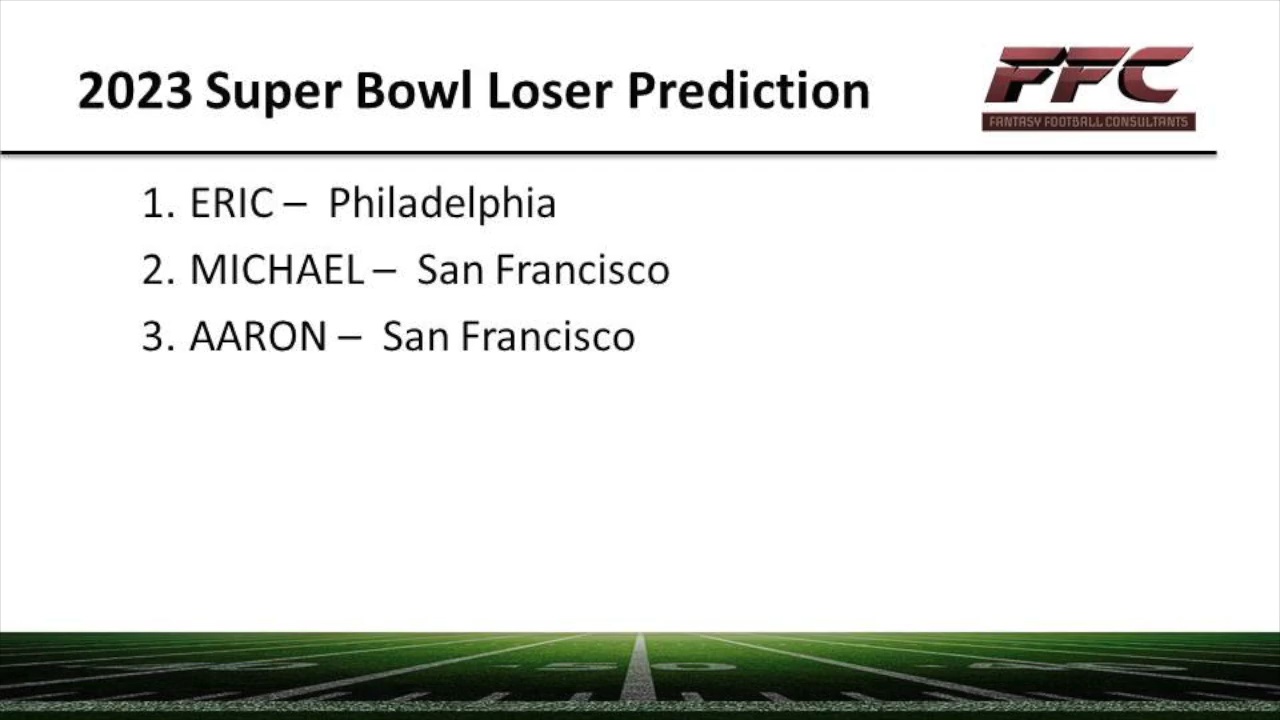 2023 Super Bowl Loser Prediction
FFC
FANTASY FOOTBALL CONSULTANTS
1. ERIC – Philadelphia
2. MICHAEL – San Francisco
3. AARON – San Francisco
50